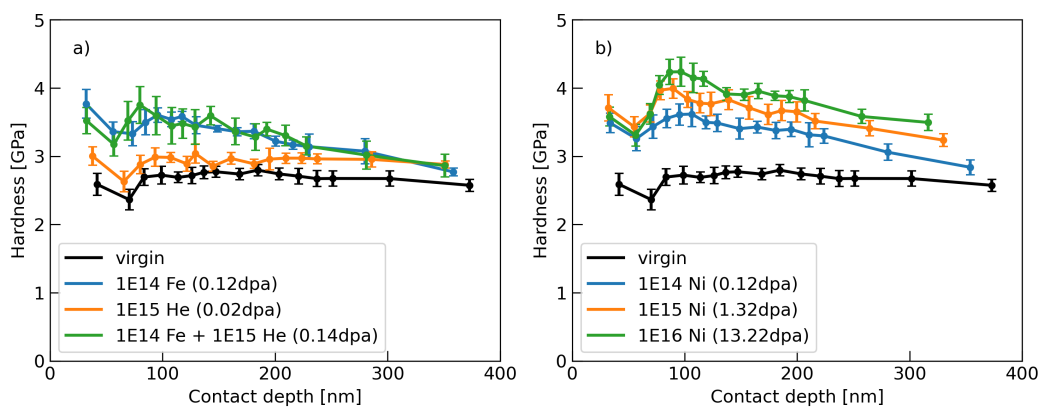 a)
Hardness [GPa]
5
4
3
2
1
0
virgin
1E14 Fe (0.12dpa)
1E15 He (0.02dpa)
1E14 Fe + 1E15 He (0.14dpa)
0 100 200 300 400
Contact depth [nm]
b)
Hardness [GPa]
5
4
3
2
1
0
virgin
1E14 Ni (0.12dpa)
1E15 Ni (1.32dpa)
1E16 Ni (13.22dpa)
0 100 200 300 400
Contact depth [nm]